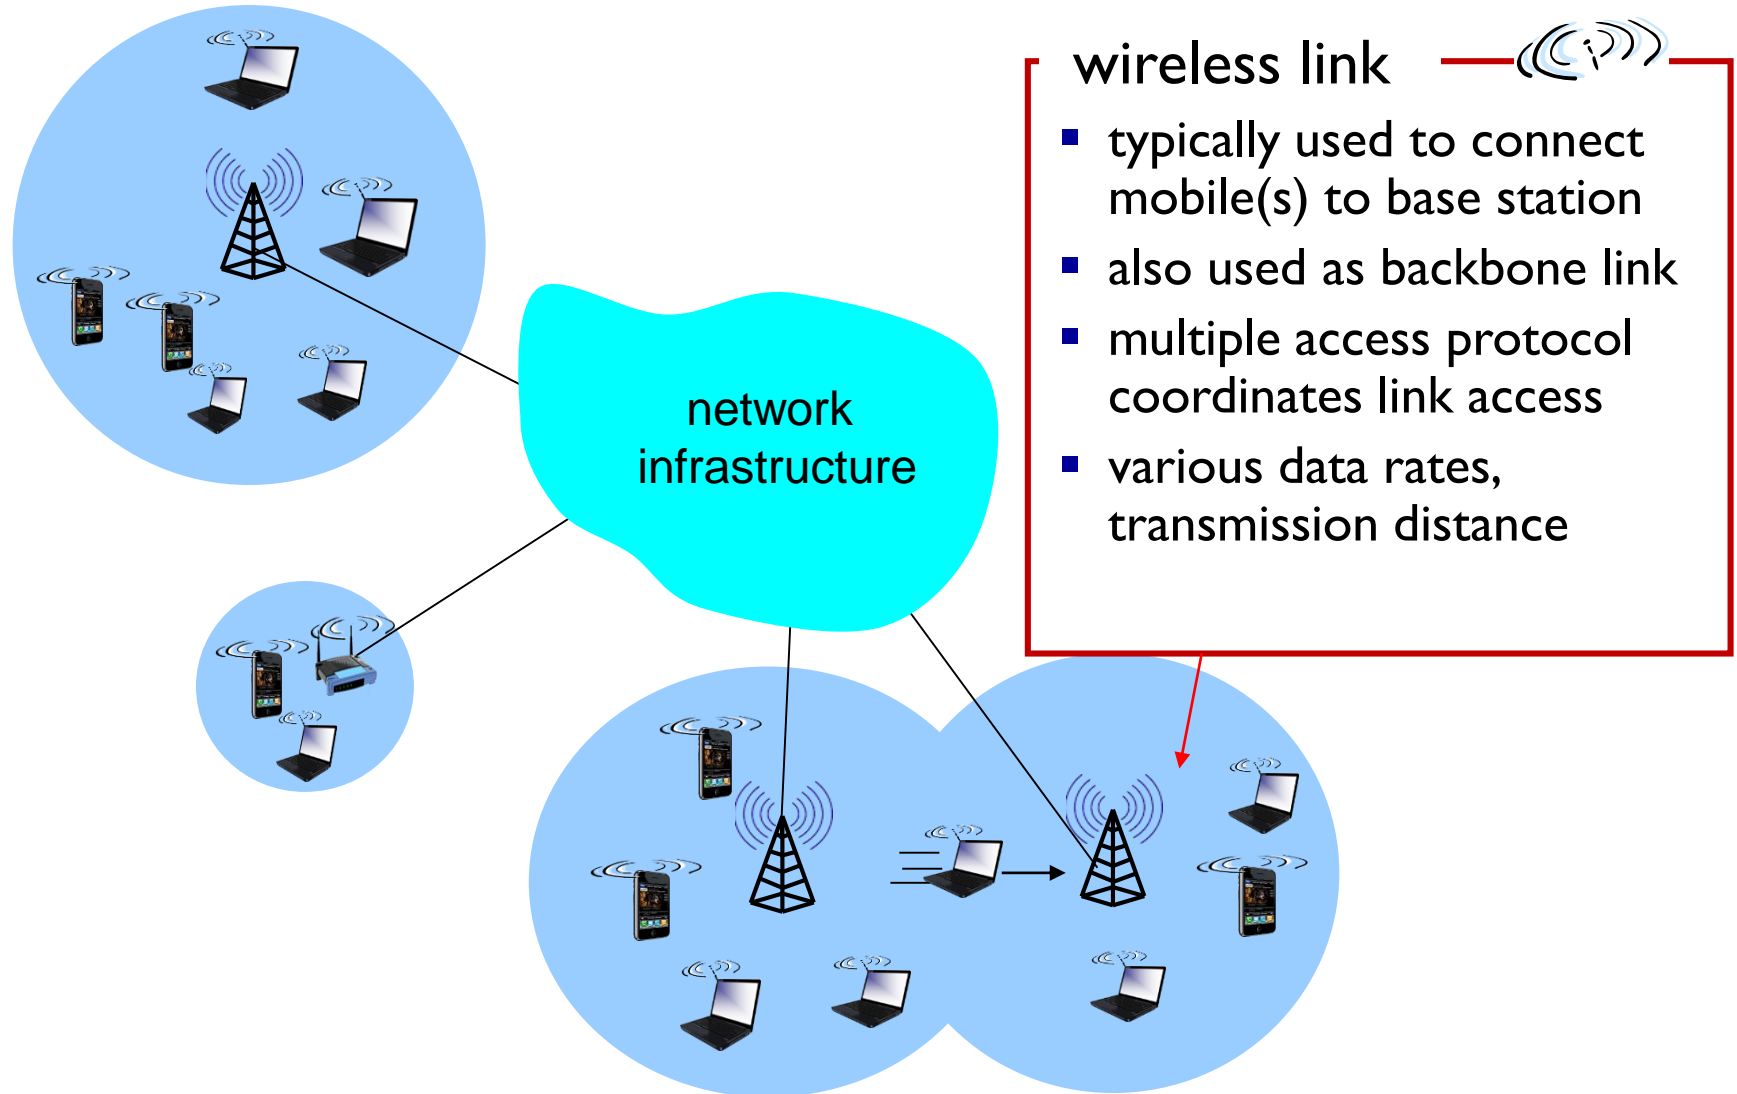 wireless link
▪ typically used to connect
mobile(s) to base station
▪ also used as backbone link
▪ multiple access protocol
coordinates link access
▪ various data rates,
transmission distance
network
infrastructure